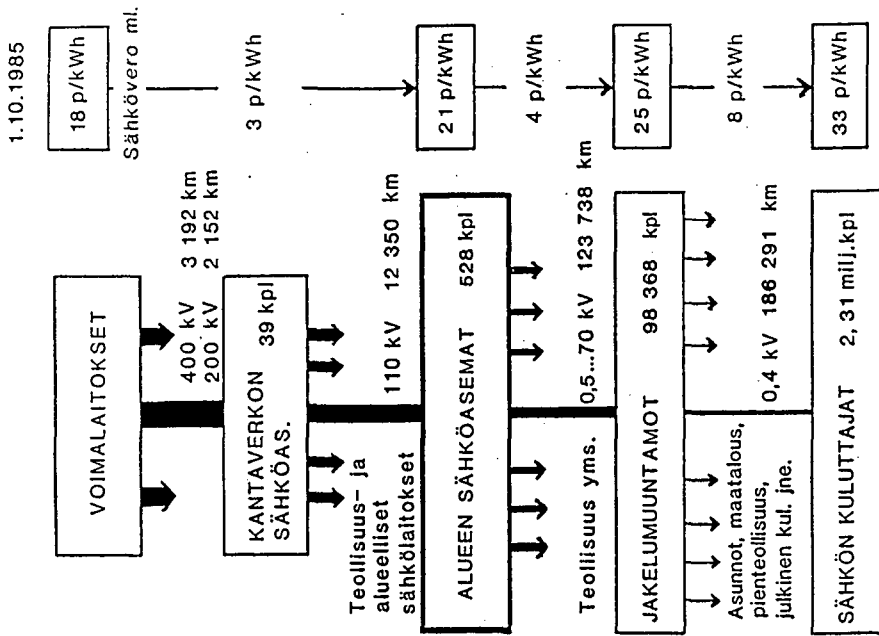 1.10.1985
VOIMALAITOKSET
18 p/kWh
Sähkövero ml.
400 kV 3 192 km
200 kV 2 152 km
3 p/kWh
KANTAVERKON
SÄHKÖAS. 39 kpl
Teollisuus- ja
alueelliset
sähkölaitokset
110 kV 12 350 km
ALUEEN SÄHKÖASEMAT 528 kpl
21 p/kWh
Teollisuus yms.
0,5...70 kV 123 738 km
4 p/kWh
JAKELUMUUNTAMOT 98 368 kpl
25 p/kWh
Asunnot, maatalous,
pienteollisuus,
julkinen kul. jne.
0,4 kV 186 291 km
8 p/kWh
SÄHKÖN KULUTTAJAT 2,31 milj.kpl
33 p/kWh